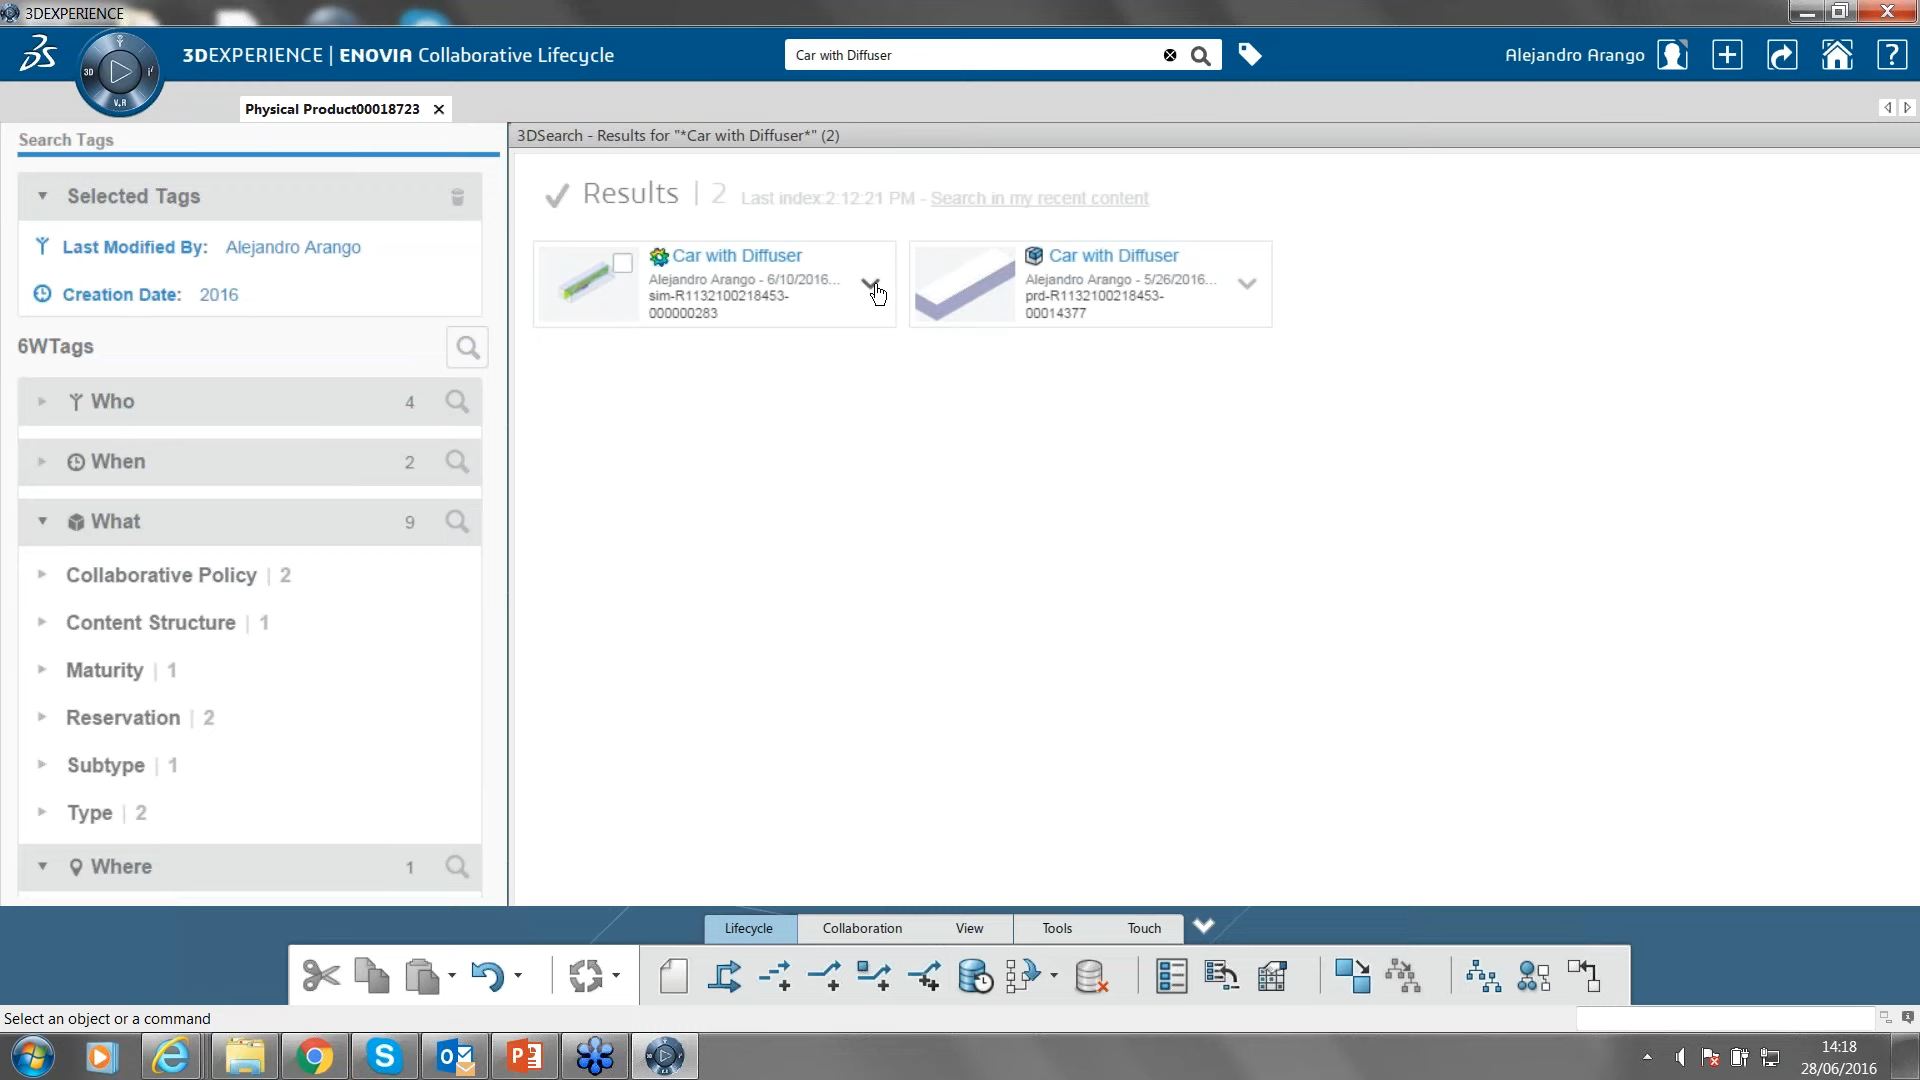 3DEXPERIENCE
3DEXPERIENCE | ENOVIA Collaborative Lifecycle
Car with Diffuser
Alejandro Arango
3D
V.R
Physical Product00018723
Search Tags
3DSearch - Results for "*Car with Diffuser*" (2)
Selected Tags
Last Modified By: Alejandro Arango
Creation Date: 2016
6WTags
Who 4
When 2
What 9
Collaborative Policy | 2
Content Structure | 1
Maturity | 1
Reservation | 2
Subtype | 1
Type | 2
Where 1
Results | 2 Last index:2:12:21 PM - Search in my recent content
Car with Diffuser
Alejandro Arango - 6/10/2016...
sim-R1132100218453-
000000283
Car with Diffuser
Alejandro Arango - 5/26/2016...
prd-R1132100218453-
00014377
Lifecycle Collaboration View Tools Touch
Select an object or a command
14:18
28/06/2016